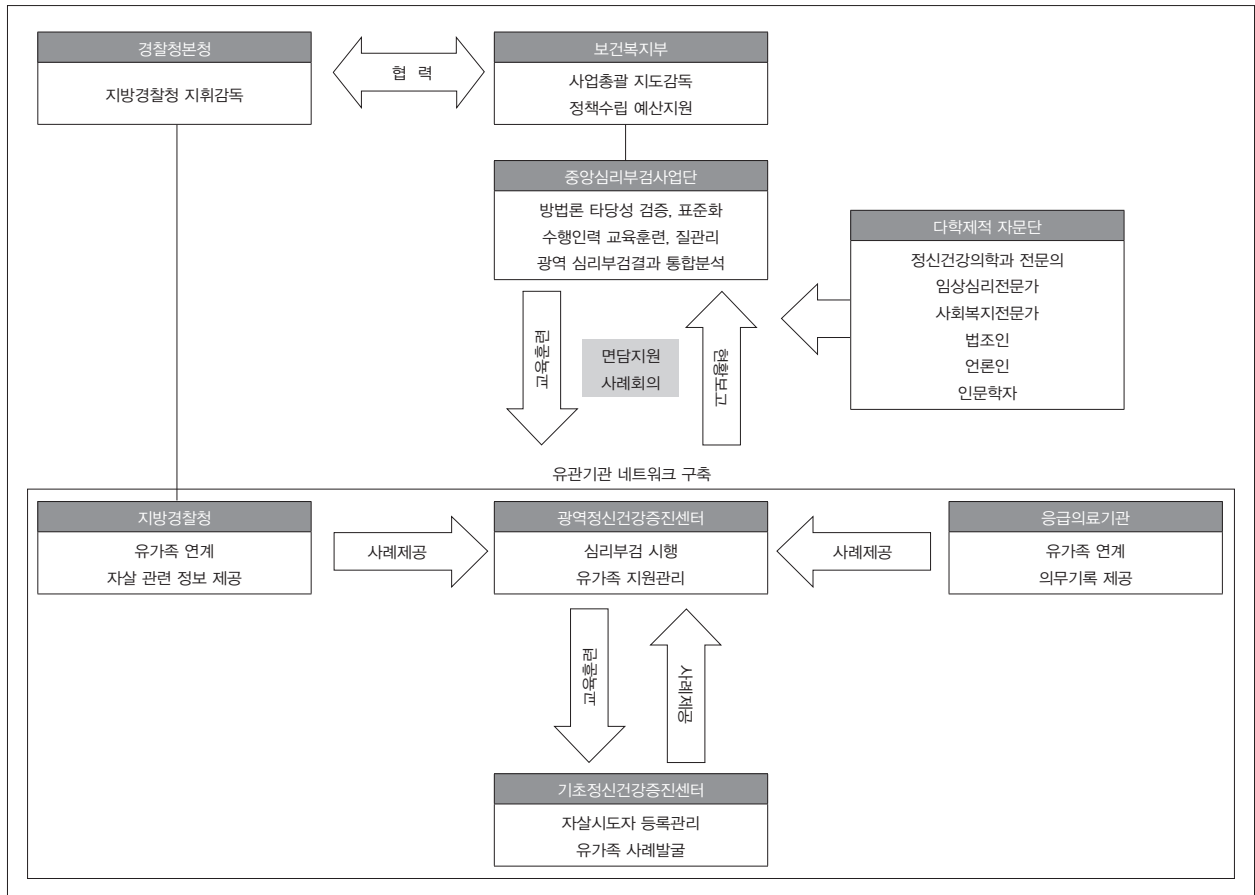 경찰청본청
지방경찰청 지휘감독
협 력
보건복지부
사업총괄 지도감독
정책수립 예산지원
중앙심리부검사업단
방법론 타당성 검증, 표준화
수행인력 교육훈련, 질관리
광역 심리부검결과 통합분석
다학제적 자문단
정신건강의학과 전문의
임상심리전문가
사회복지전문가
법조인
언론인
인문학자
교육훈련
면담지원
사례회의
현황보고
유관기관 네트워크 구축
지방경찰청
유가족 연계
자살 관련 정보 제공
사례제공
광역정신건강증진센터
심리부검 시행
유가족 지원관리
사례제공
응급의료기관
유가족 연계
의무기록 제공
교육훈련
사례제공
기초정신건강증진센터
자살시도자 등록관리
유가족 사례발굴